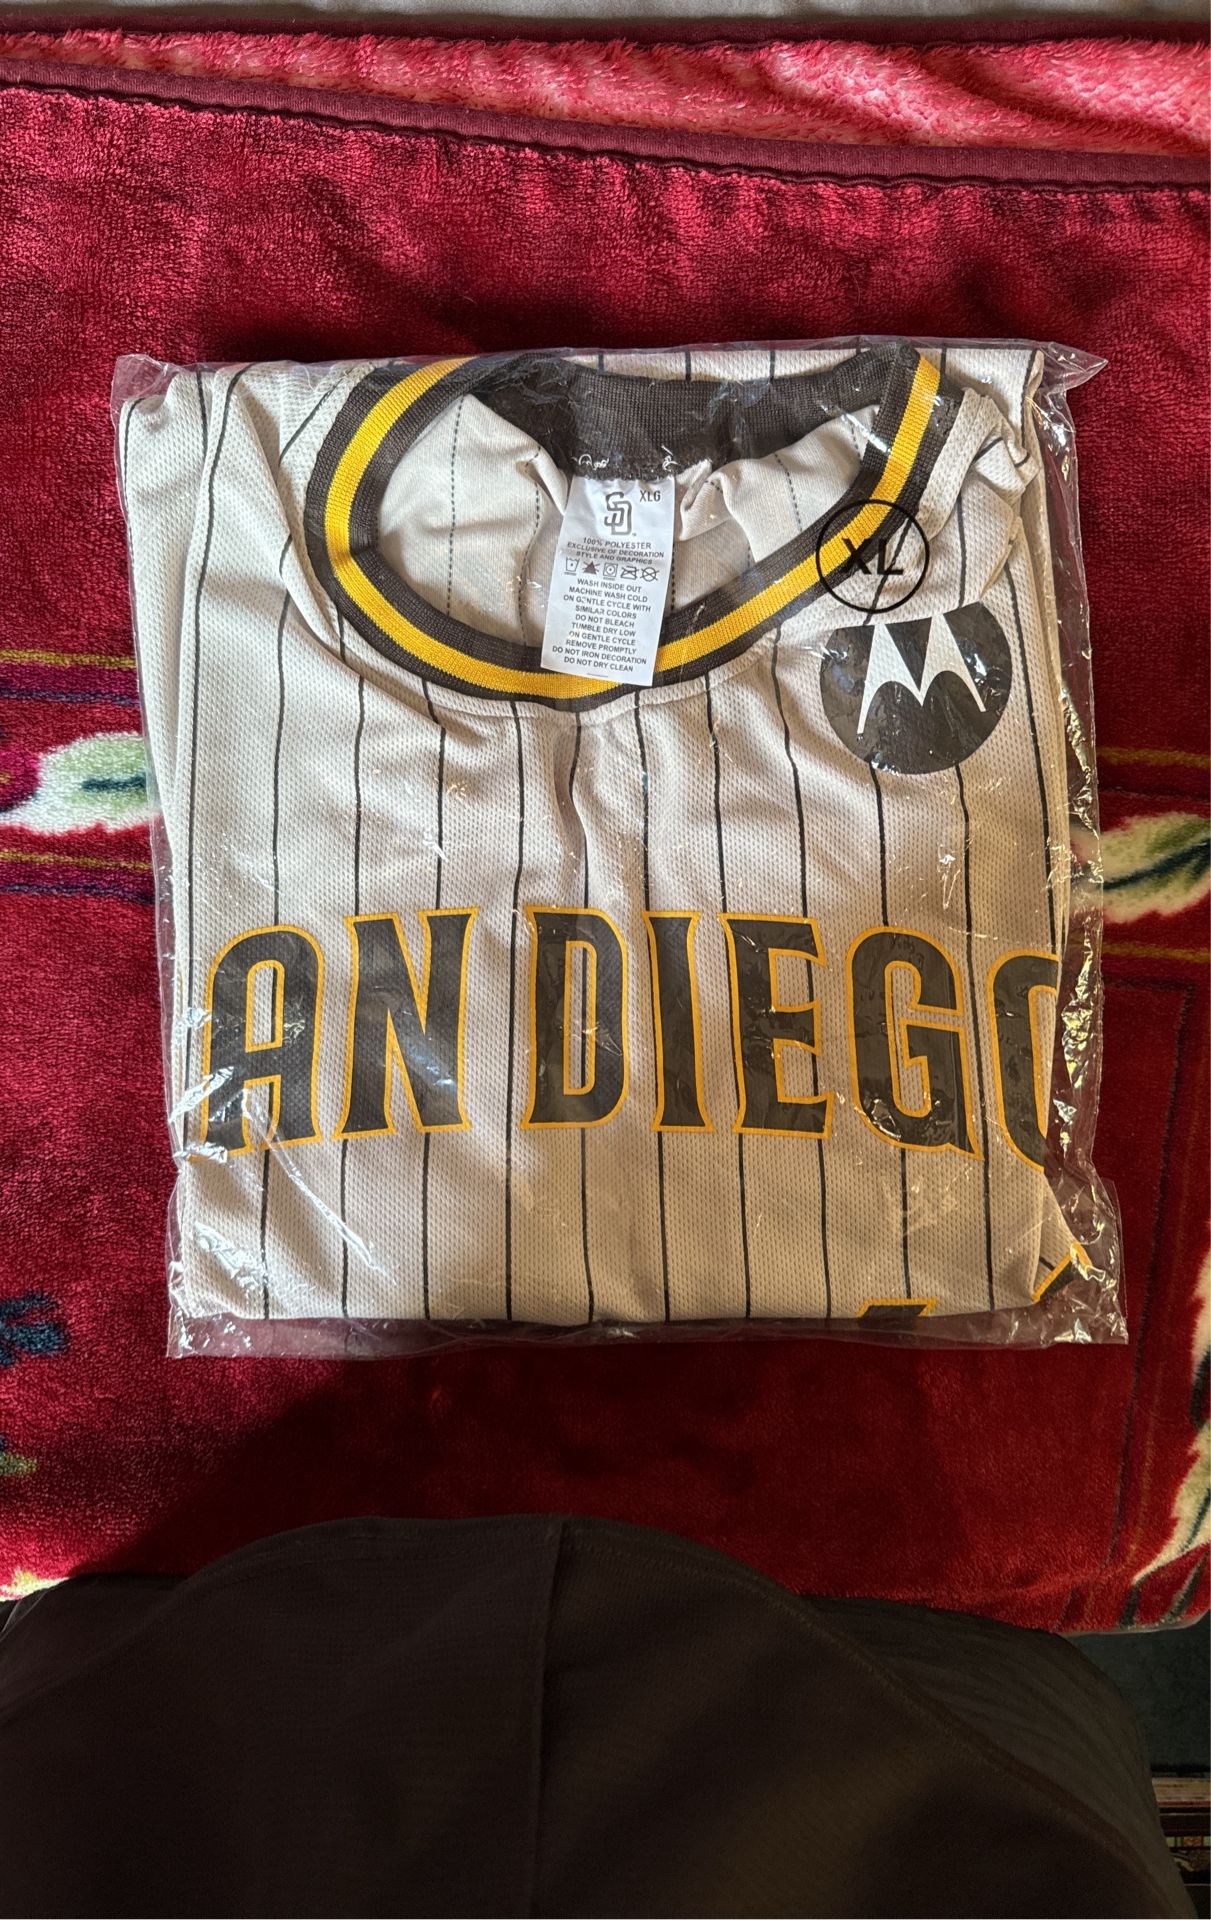 SD XLG
100% POLYESTER
EXCLUSIVE OF DECORATION
STYLE AND GRAPHICS
WASH INSIDE OUT
MACHINE WASH COLD
ON GENTLE CYCLE WITH
SIMILAR COLORS
DO NOT BLEACH
TUMBLE DRY LOW
ON GENTLE CYCLE
REMOVE PROMPTLY
DO NOT IRON DECORATION
DO NOT DRY CLEAN
XL
AN DIEGO